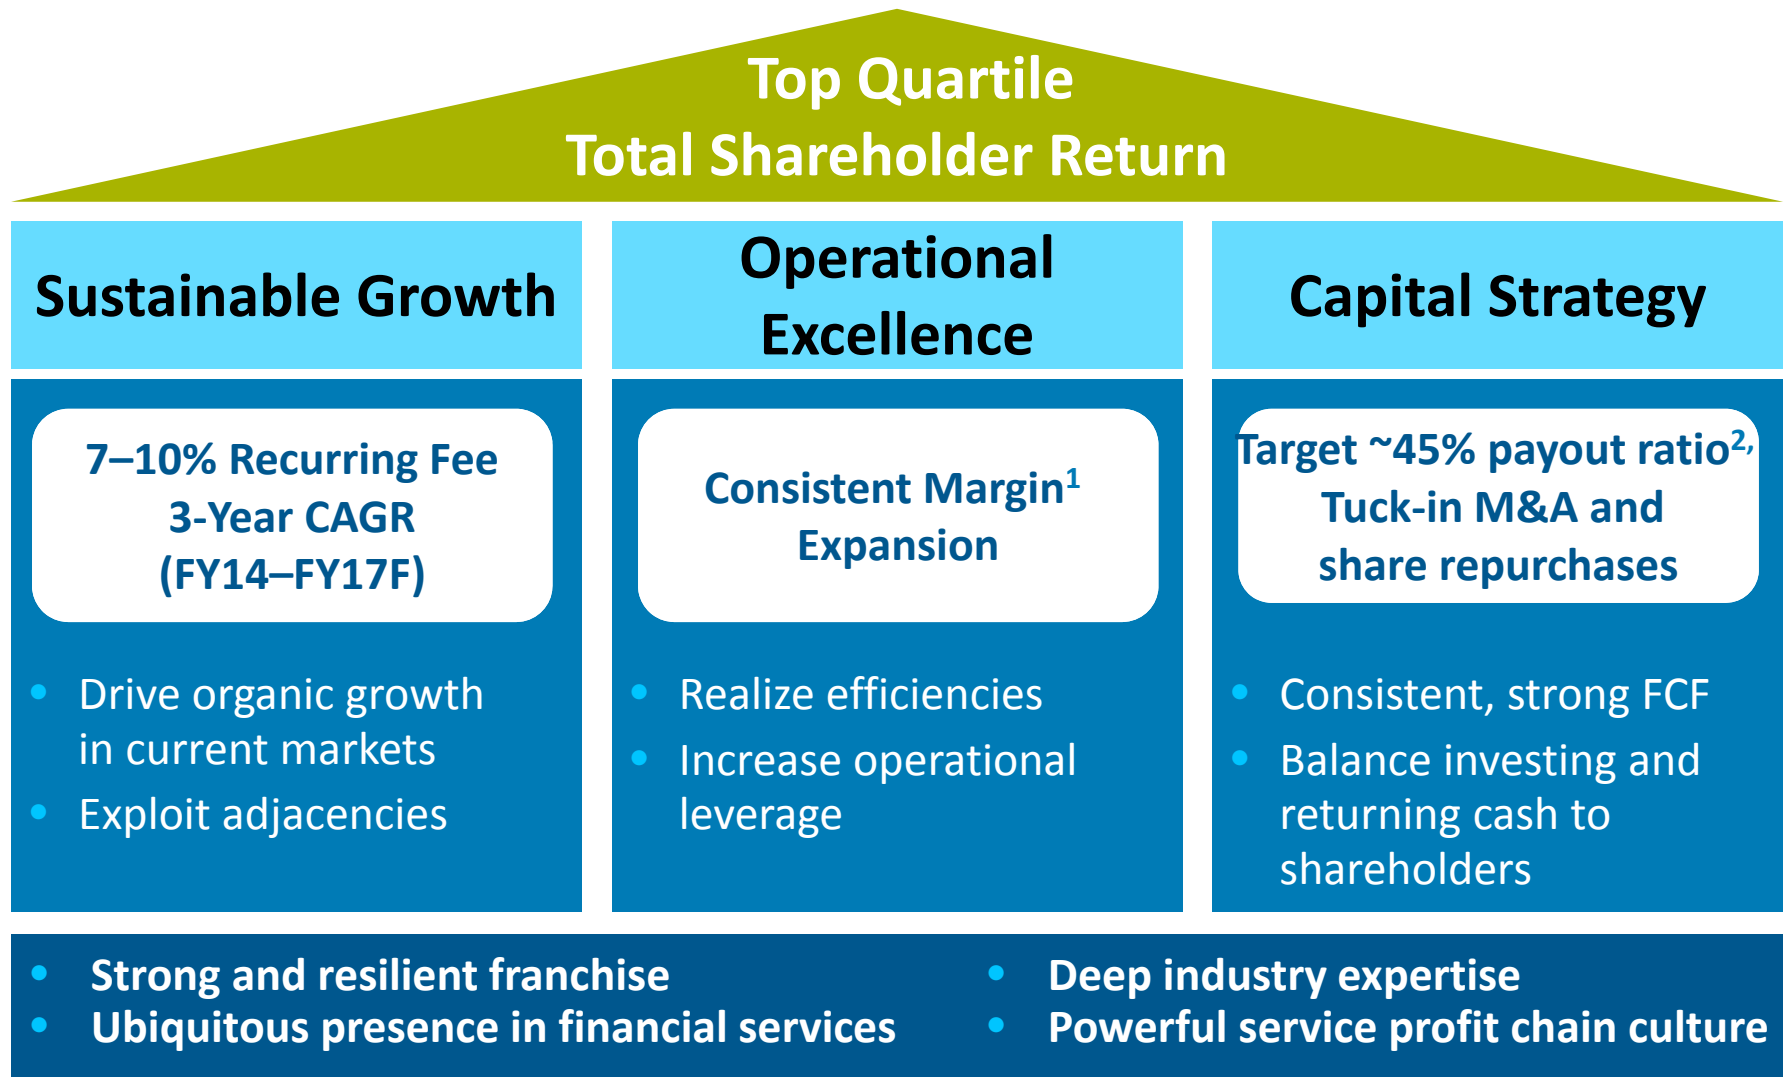 Top Quartile
Total Shareholder Return
Sustainable Growth
7–10% Recurring Fee
3-Year CAGR
(FY14–FY17F)
• Drive organic growth
in current markets
• Exploit adjacencies
Operational
Excellence
Consistent Margin¹
Expansion
• Realize efficiencies
• Increase operational
leverage
Capital Strategy
Target ~45% payout ratio²,
Tuck-in M&A and
share repurchases
• Consistent, strong FCF
• Balance investing and
returning cash to
shareholders
• Strong and resilient franchise
• Ubiquitous presence in financial services
• Deep industry expertise
• Powerful service profit chain culture